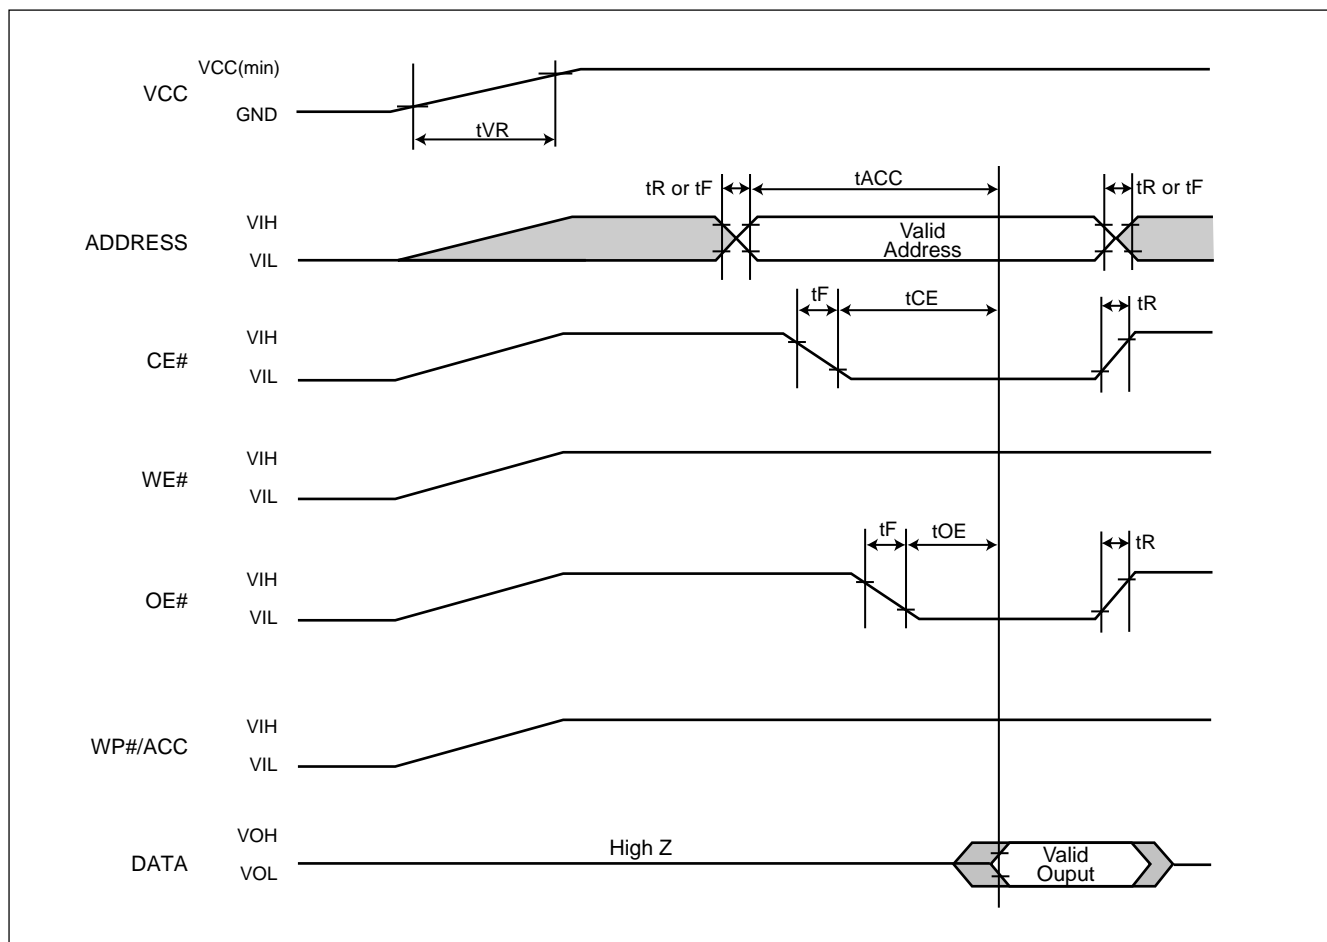 VCC(min)
VCC
GND
tVR
tR or tF
tACC
tR or tF
VIH
ADDRESS
VIL
Valid
Address
tF
tCE
tR
VIH
CE#
VIL
VIH
WE#
VIL
tF
tOE
tR
VIH
OE#
VIL
VIH
WP#/ACC
VIL
VOH
DATA
VOL
High Z
Valid
Ouput